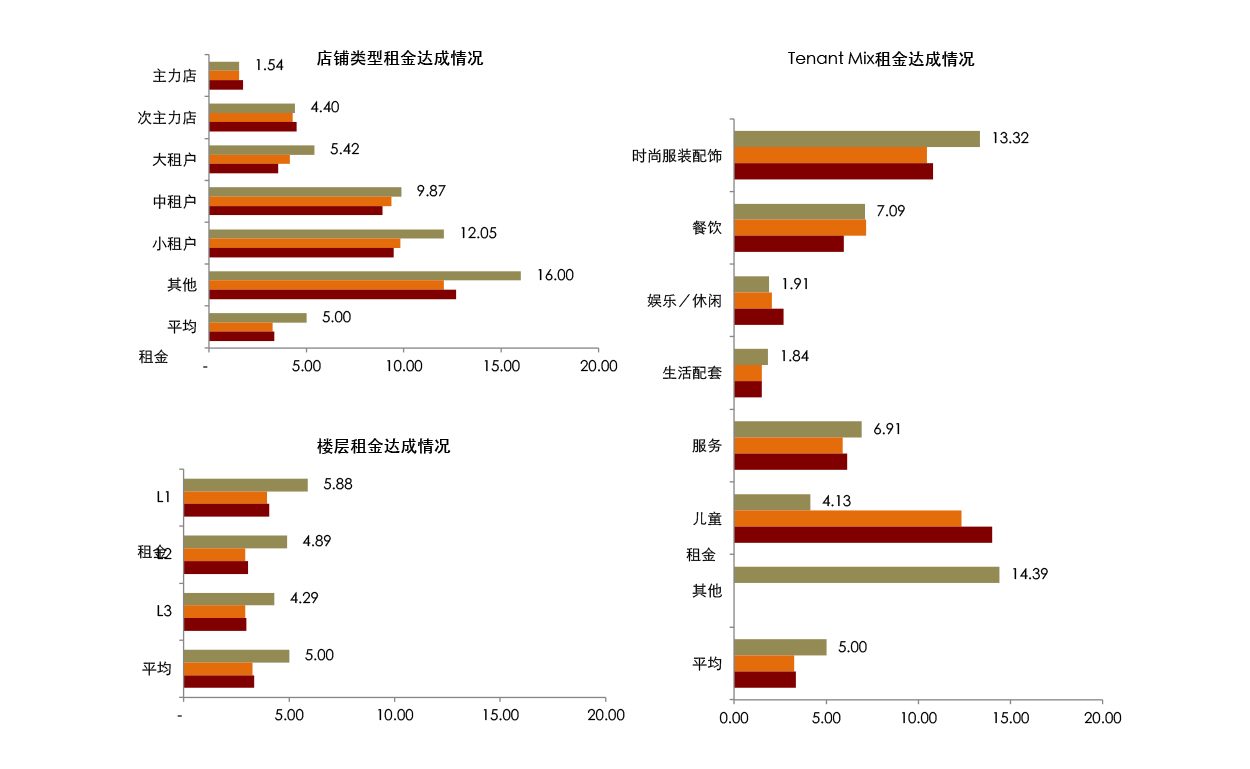 店铺类型租金达成情况
主力店 1.54
次主力店 4.40
大租户 5.42
中租户 9.87
小租户 12.05
其他 16.00
平均 5.00
租金
- 5.00 10.00 15.00 20.00
楼层租金达成情况
L1 5.88
租金
L2 4.89
L3 4.29
平均 5.00
- 5.00 10.00 15.00 20.00
Tenant Mix租金达成情况
时尚服装配饰 13.32
餐饮 7.09
娱乐／休闲 1.91
生活配套 1.84
服务 6.91
儿童 4.13
租金
其他 14.39
平均 5.00
0.00 5.00 10.00 15.00 20.00